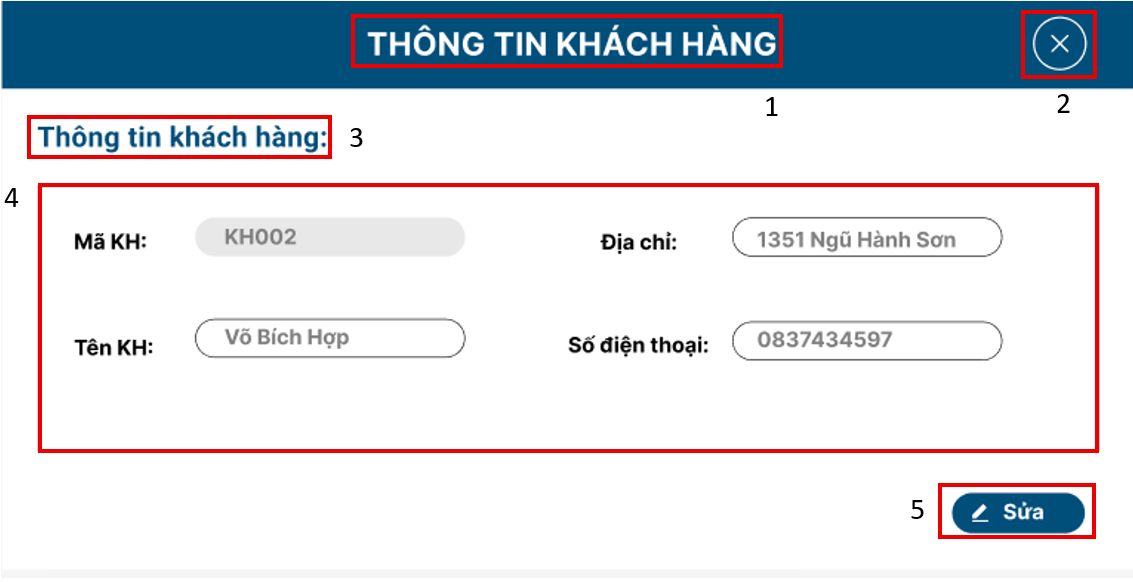 THÔNG TIN KHÁCH HÀNG
1
2
Thông tin khách hàng:
3
4
Mã KH: KH002 Địa chỉ: 1351 Ngũ Hành Sơn
Tên KH: Võ Bích Hợp Số điện thoại: 0837434597
5
Sửa